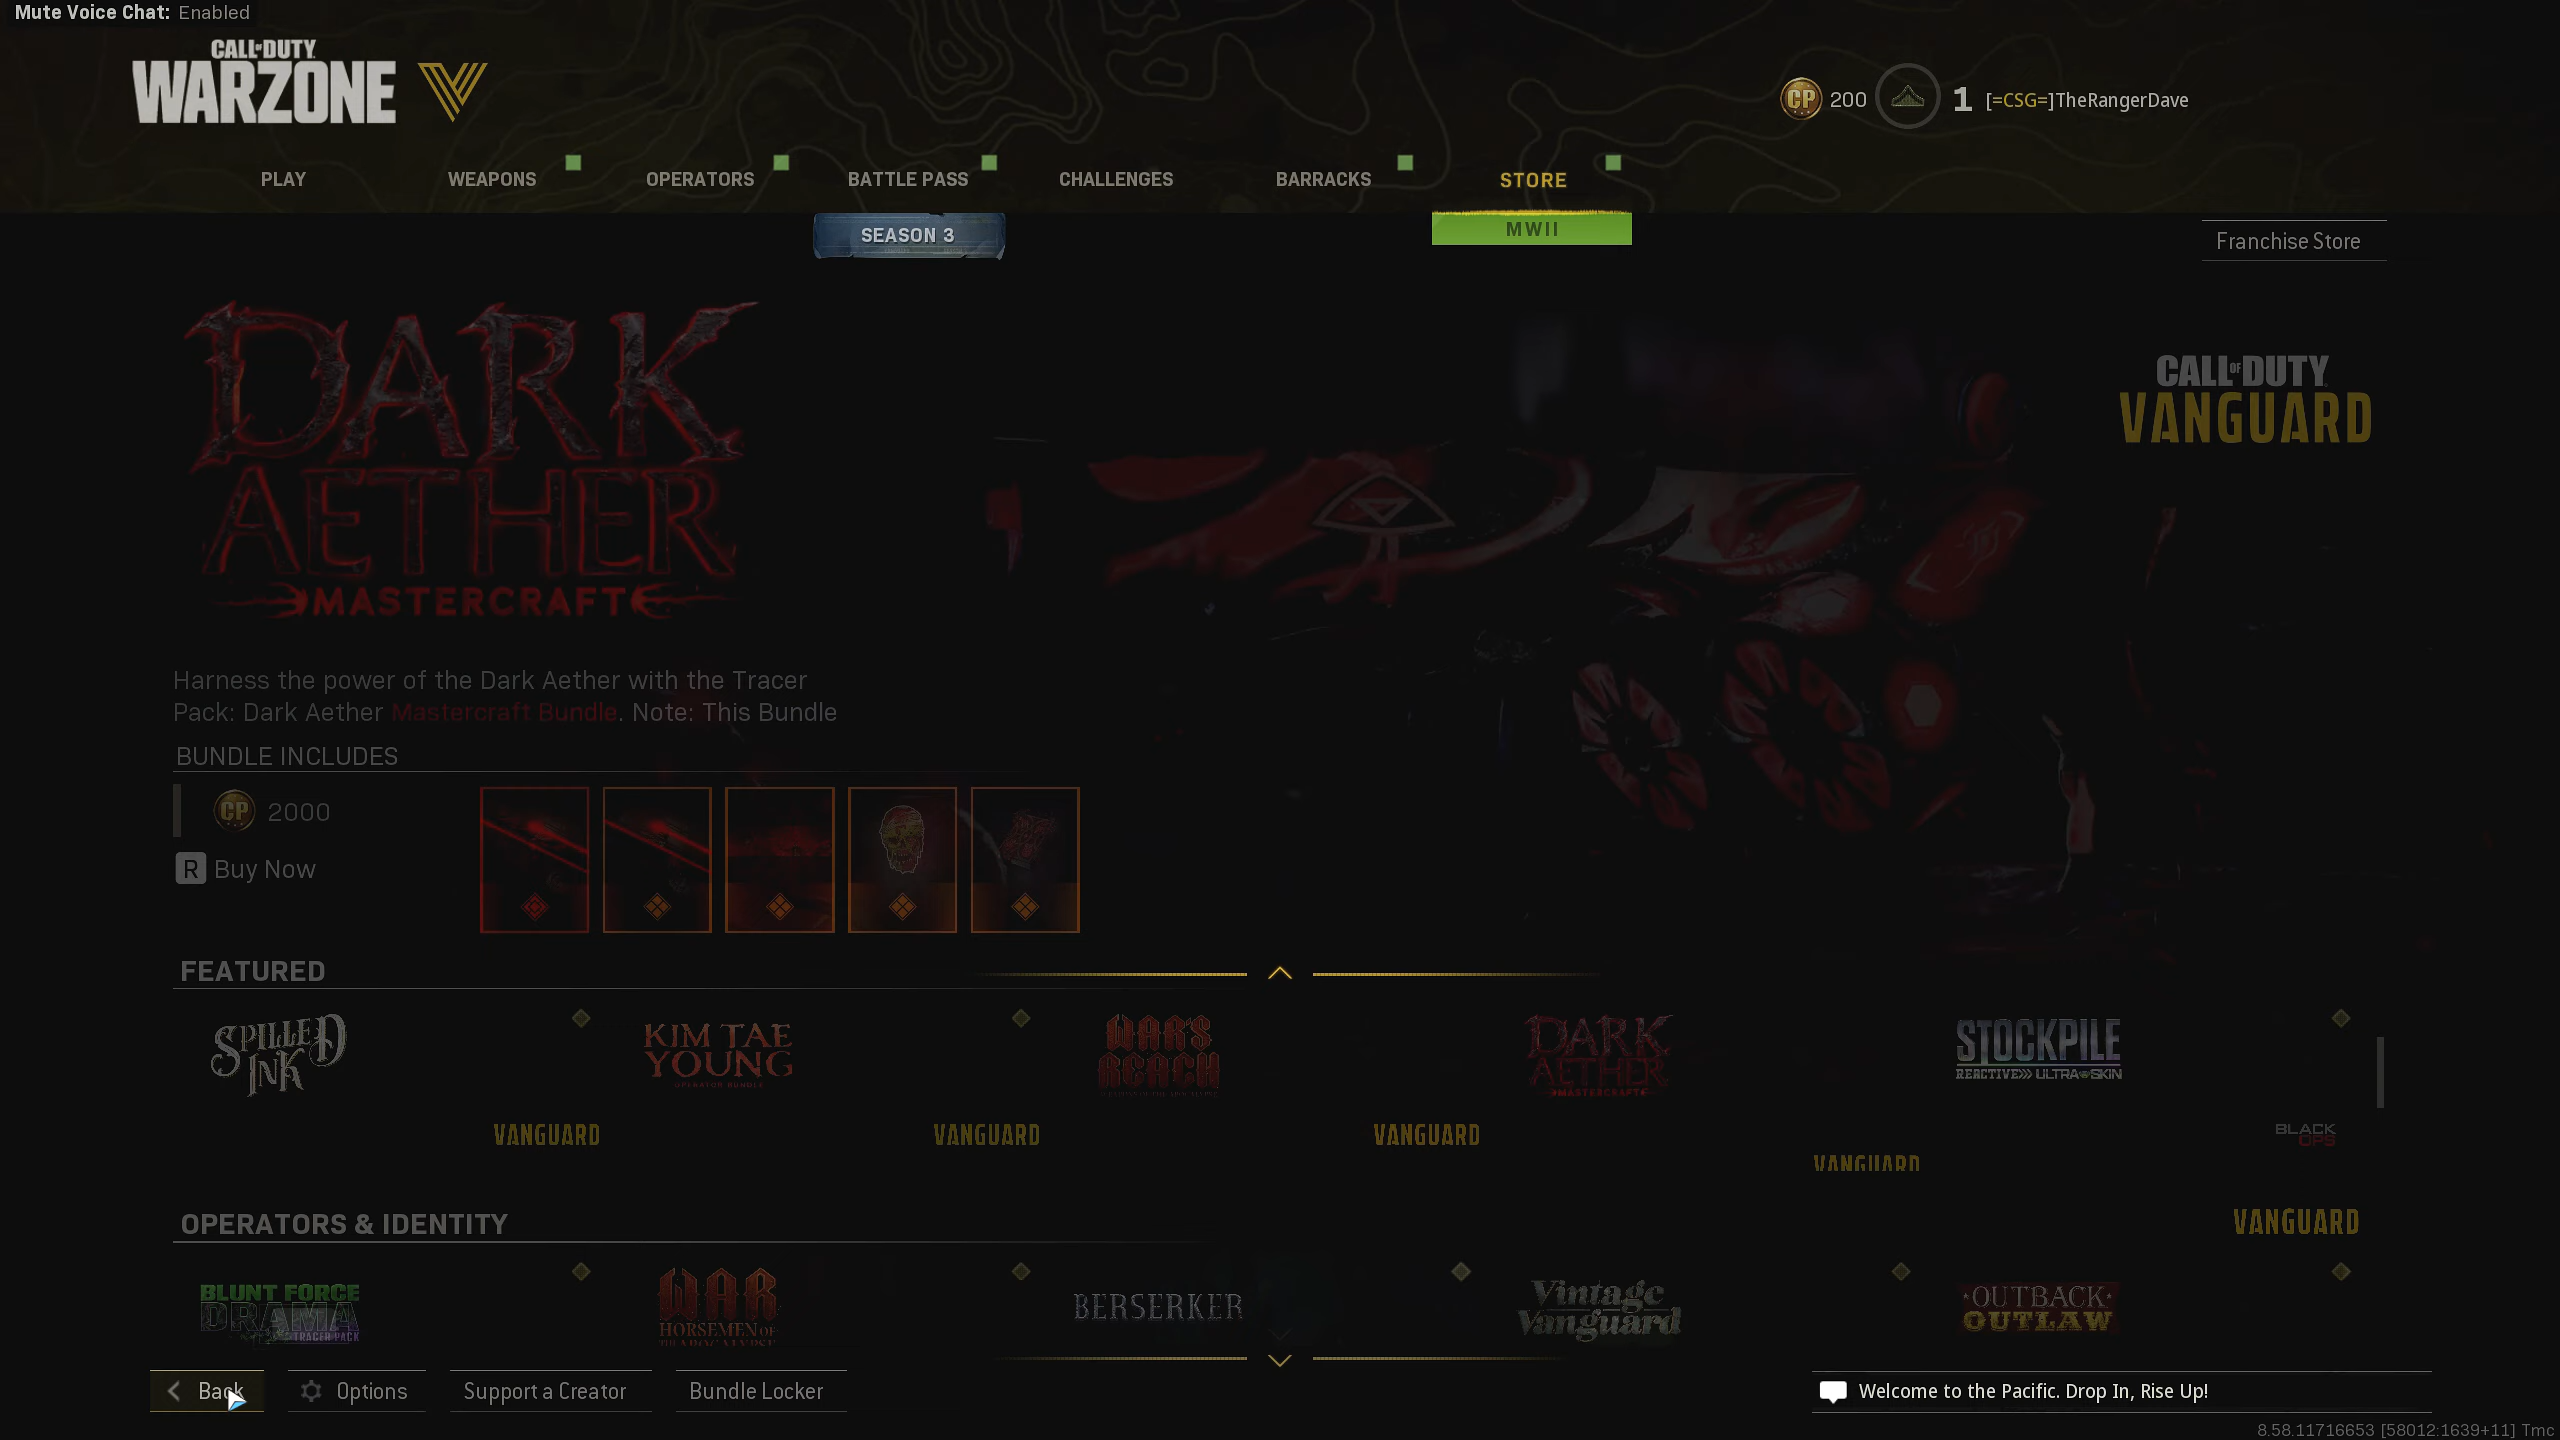 Mute Voice Chat: Enabled
CALL OF DUTY
WARZONE
CP 200
1 [=CSG=]TheRangerDave
PLAY
WEAPONS
OPERATORS
BATTLE PASS
CHALLENGES
BARRACKS
STORE
SEASON 3
MWII
Franchise Store
DARK
AETHER
MASTERCRAFT
CALL OF DUTY
VANGUARD
Harness the power of the Dark Aether with the Tracer
Pack: Dark Aether Mastercraft Bundle. Note: This Bundle
BUNDLE INCLUDES
CP 2000
R Buy Now
FEATURED
SPILLED
INK
VANGUARD
KIM TAE
YOUNG
OPERATOR BUNDLE
VANGUARD
WAR'S
REACH
VANGUARD
DARK
AETHER
MASTERCRAFT
VANGUARD
STOCKPILE
REACTIVE>>> ULTRA SKIN
BLACK
OPS
OPERATORS & IDENTITY
VANGUARD
BLUNT FORCE
DRAMA
TRACER PACK
WAR
HORSEMEN OF
THE APOCALYPSE
BERSERKER
Vintage
Vanguard
OUTBACK
OUTLAW
Back
Options
Support a Creator
Bundle Locker
Welcome to the Pacific. Drop In, Rise Up!
8.58.11716653 [58012:1639+11] Tmc